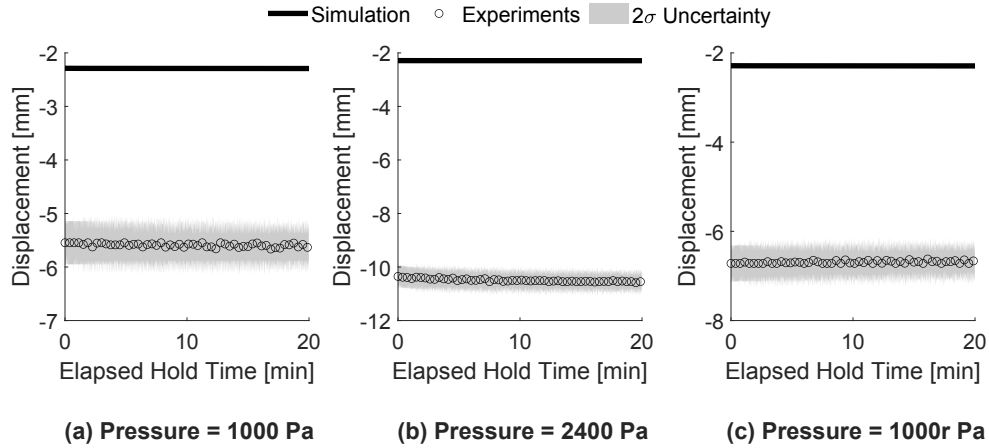 Simulation Experiments 2σ Uncertainty
-2
-3
-4
-5
-6
-7
Displacement [mm]
0 10 20
Elapsed Hold Time [min]
(a) Pressure = 1000 Pa
-2
-4
-6
-8
-10
-12
Displacement [mm]
0 10 20
Elapsed Hold Time [min]
(b) Pressure = 2400 Pa
-2
-4
-6
-8
Displacement [mm]
0 10 20
Elapsed Hold Time [min]
(c) Pressure = 1000r Pa